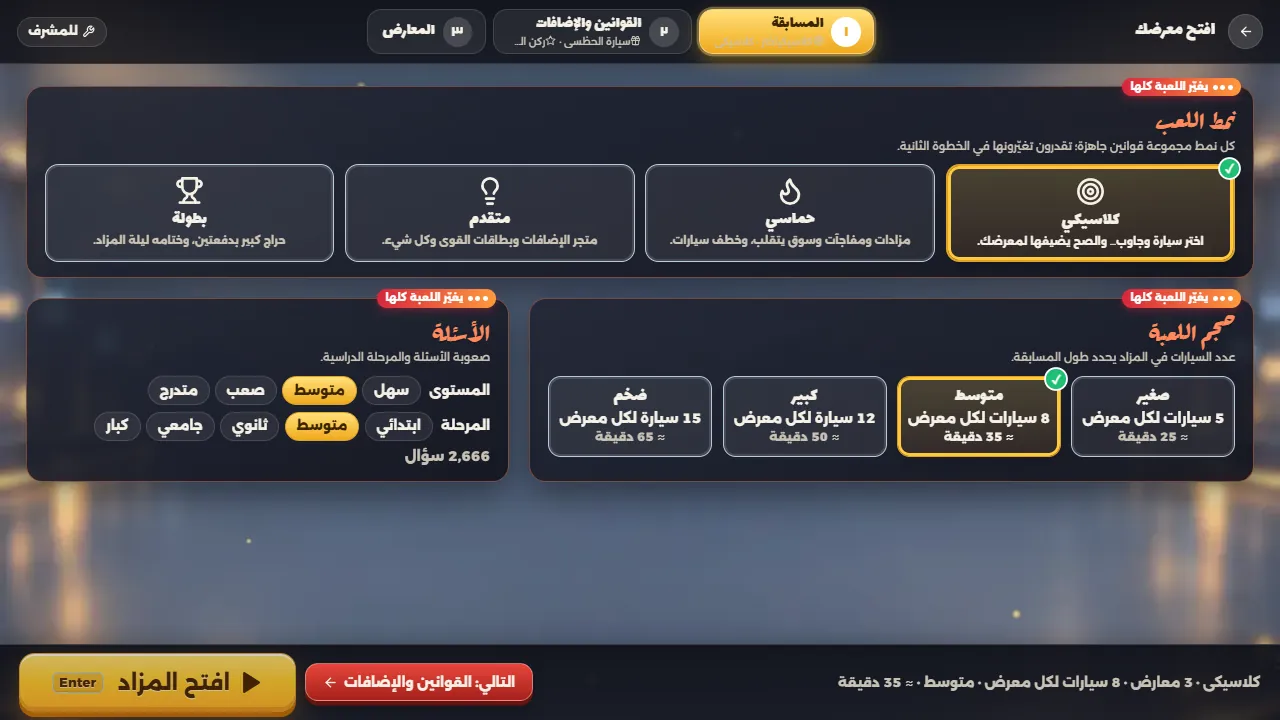 افتح معرضك
١ المسابقة
٢ القوانين والإضافات
سيارة الحظ
٣ المعارض
للمشرف
يغيّر اللعبة كلها
نمط اللعب
كل نمط مجموعة قوانين جاهزة؛ تقدرون تغيّرونها في الخطوة الثانية.
كلاسيكي
اختر سيارة وجاوب.. والصح يضيفها لمعرضك.
حماسي
مزادات ومفاجآت وسوق يتقلب، وخطف سيارات.
متقدم
متجر الإضافات وبطاقات القوى وكل شيء.
بطولة
حراج كبير بدفعتين، وختامه ليلة المزاد.
يغيّر اللعبة كلها
حجم اللعبة
عدد السيارات في المزاد يحدد طول المسابقة.
صغير
5 سيارات لكل معرض
≈ 25 دقيقة
متوسط
8 سيارات لكل معرض
≈ 35 دقيقة
كبير
12 سيارة لكل معرض
≈ 50 دقيقة
ضخم
15 سيارة لكل معرض
≈ 65 دقيقة
يغيّر اللعبة كلها
الأسئلة
صعوبة الأسئلة والمرحلة الدراسية.
المستوى سهل متوسط صعب متدرج
المرحلة ابتدائي متوسط ثانوي جامعي كبار
2,666 سؤال
كلاسيكي · 3 معارض · 8 سيارات لكل معرض · متوسط · ≈ 35 دقيقة
التالي: القوانين والإضافات ←
افتح المزاد Enter